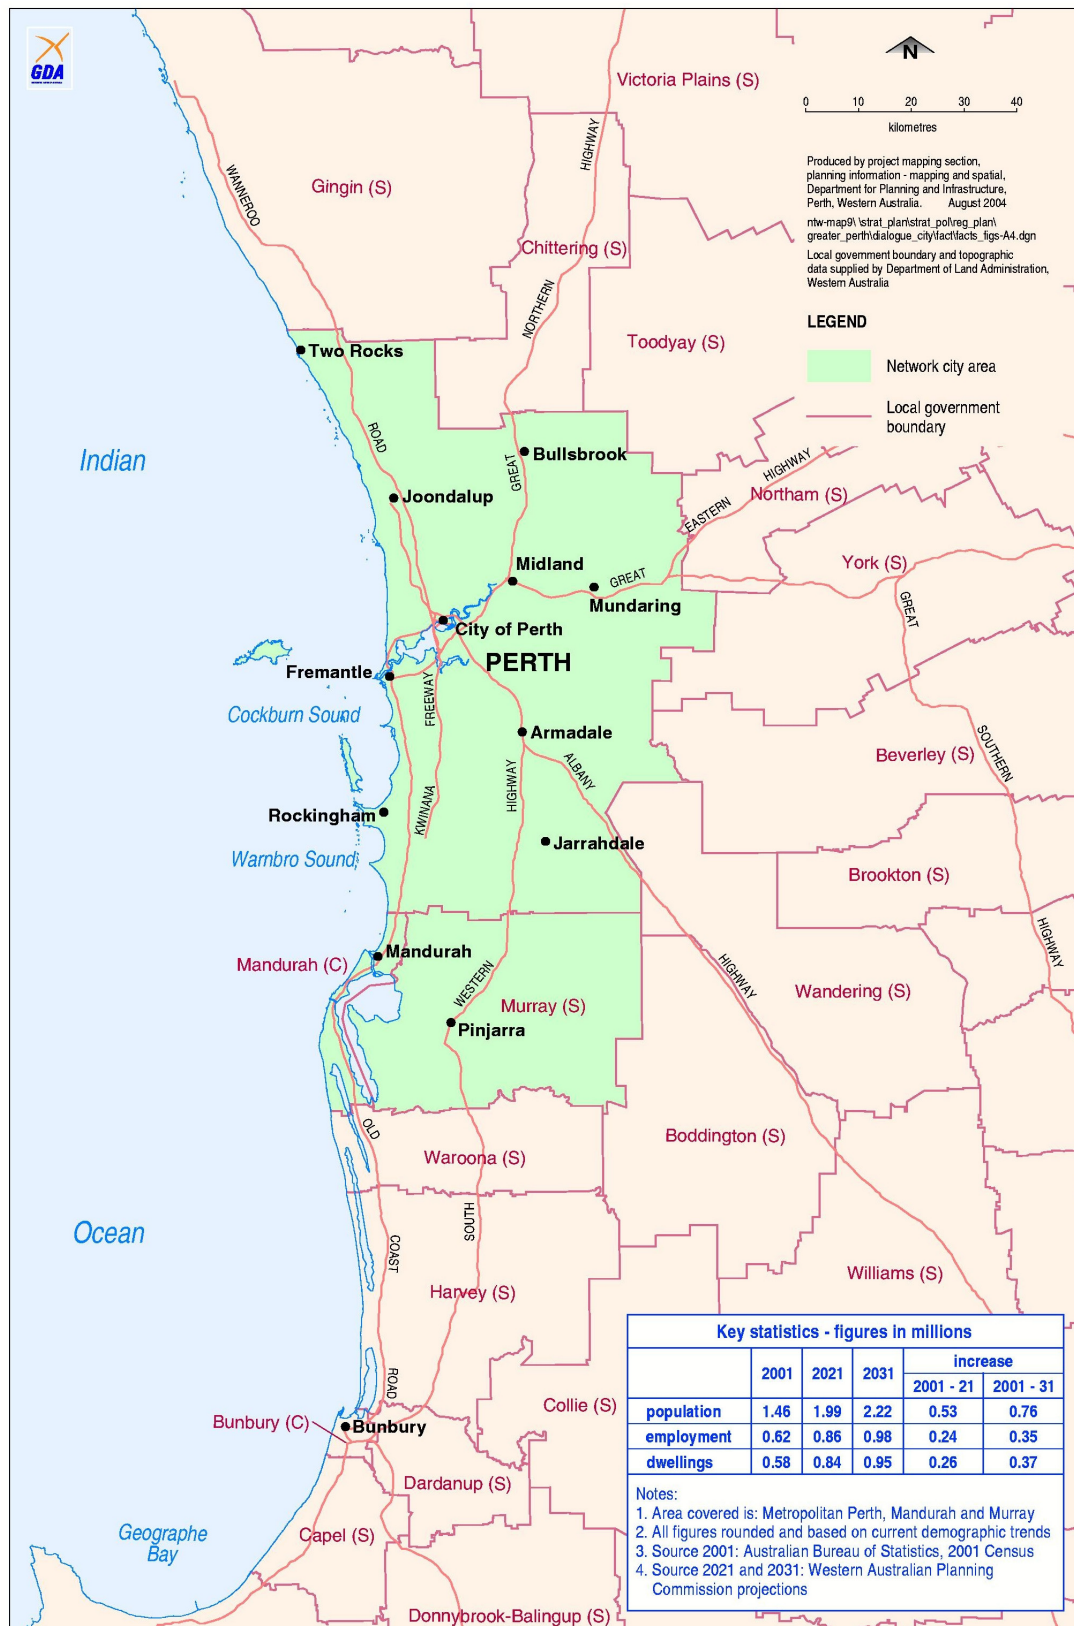 GDA
N
0 10 20 30 40
kilometres
Produced by project mapping section,
planning information - mapping and spatial,
Department for Planning and Infrastructure,
Perth, Western Australia. August 2004
ntw-map9\ \strat_plan\strat_pol\reg_plan\
greater_perth\dialogue_city\fact\facts_figs-A4.dgn
Local government boundary and topographic
data supplied by Department of Land Administration,
Western Australia
LEGEND
Network city area
Local government
boundary
Victoria Plains (S)
HIGHWAY
WANNEROO
Gingin (S)
Chittering (S)
NORTHERN
Toodyay (S)
Two Rocks
ROAD
Indian
Bullsbrook
GREAT
HIGHWAY
Northam (S)
Joondalup
EASTERN
Midland
York (S)
GREAT
Mundaring
GREAT
City of Perth
PERTH
Fremantle
FREEWAY
Cockburn Sound
Armadale
SOUTHERN
Beverley (S)
ALBANY
HIGHWAY
KWINANA
Rockingham
Jarrahdale
Warnbro Sound
Brookton (S)
HIGHWAY
Mandurah
Mandurah (C)
WESTERN
HIGHWAY
Wandering (S)
Murray (S)
Pinjarra
OLD
Boddington (S)
Waroona (S)
SOUTH
Ocean
COAST
Williams (S)
Harvey (S)
ROAD
Collie (S)
Bunbury (C)
Bunbury
Dardanup (S)
Geographe
Bay
Capel (S)
Donnybrook-Balingup (S)
Key statistics - figures in millions
2001 2021 2031 increase
2001 - 21 2001 - 31
population 1.46 1.99 2.22 0.53 0.76
employment 0.62 0.86 0.98 0.24 0.35
dwellings 0.58 0.84 0.95 0.26 0.37
Notes:
1. Area covered is: Metropolitan Perth, Mandurah and Murray
2. All figures rounded and based on current demographic trends
3. Source 2001: Australian Bureau of Statistics, 2001 Census
4. Source 2021 and 2031: Western Australian Planning
Commission projections